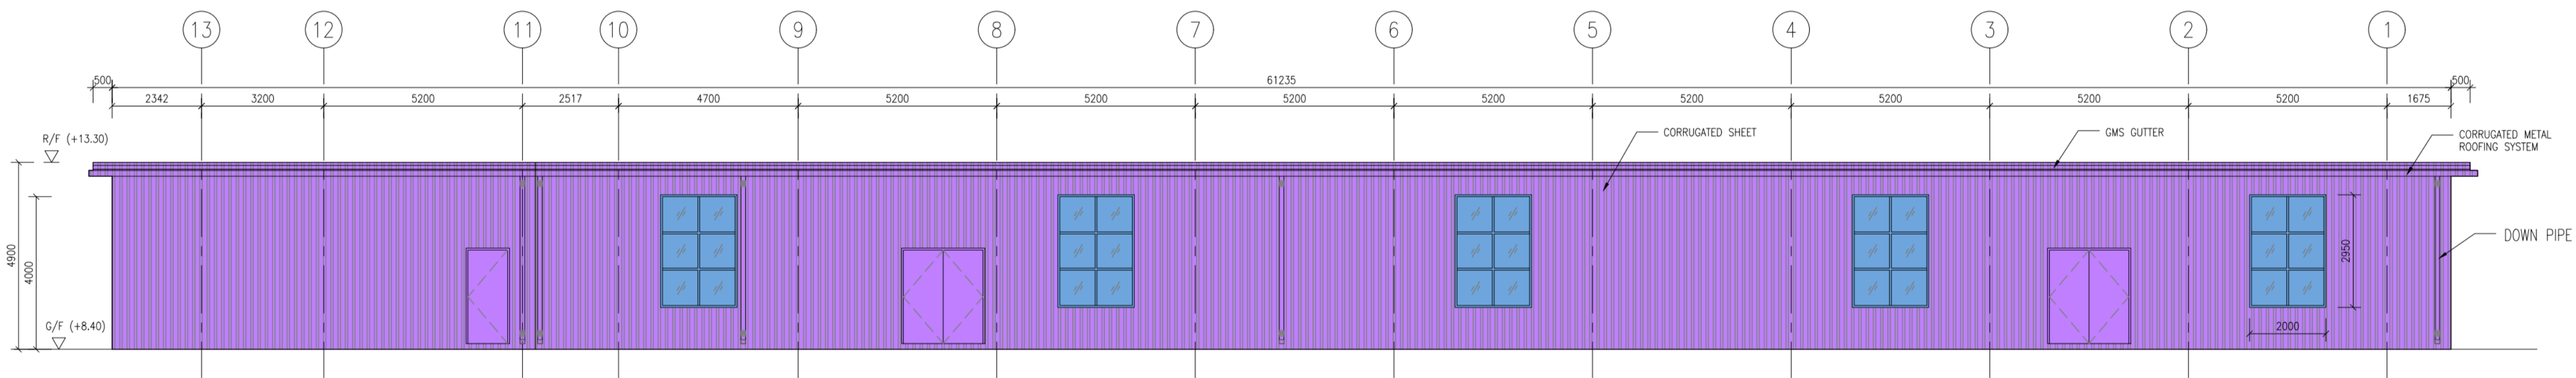 13 12 11 10 9 8 7 6 5 4 3 2 1
500 61235 500
2342 3200 5200 2517 4700 5200 5200 5200 5200 5200 5200 5200 5200 1675
R/F (+13.30)
CORRUGATED SHEET
GMS GUTTER
CORRUGATED METAL
ROOFING SYSTEM
4900
4000
2950
DOWN PIPE
G/F (+8.40)
2000